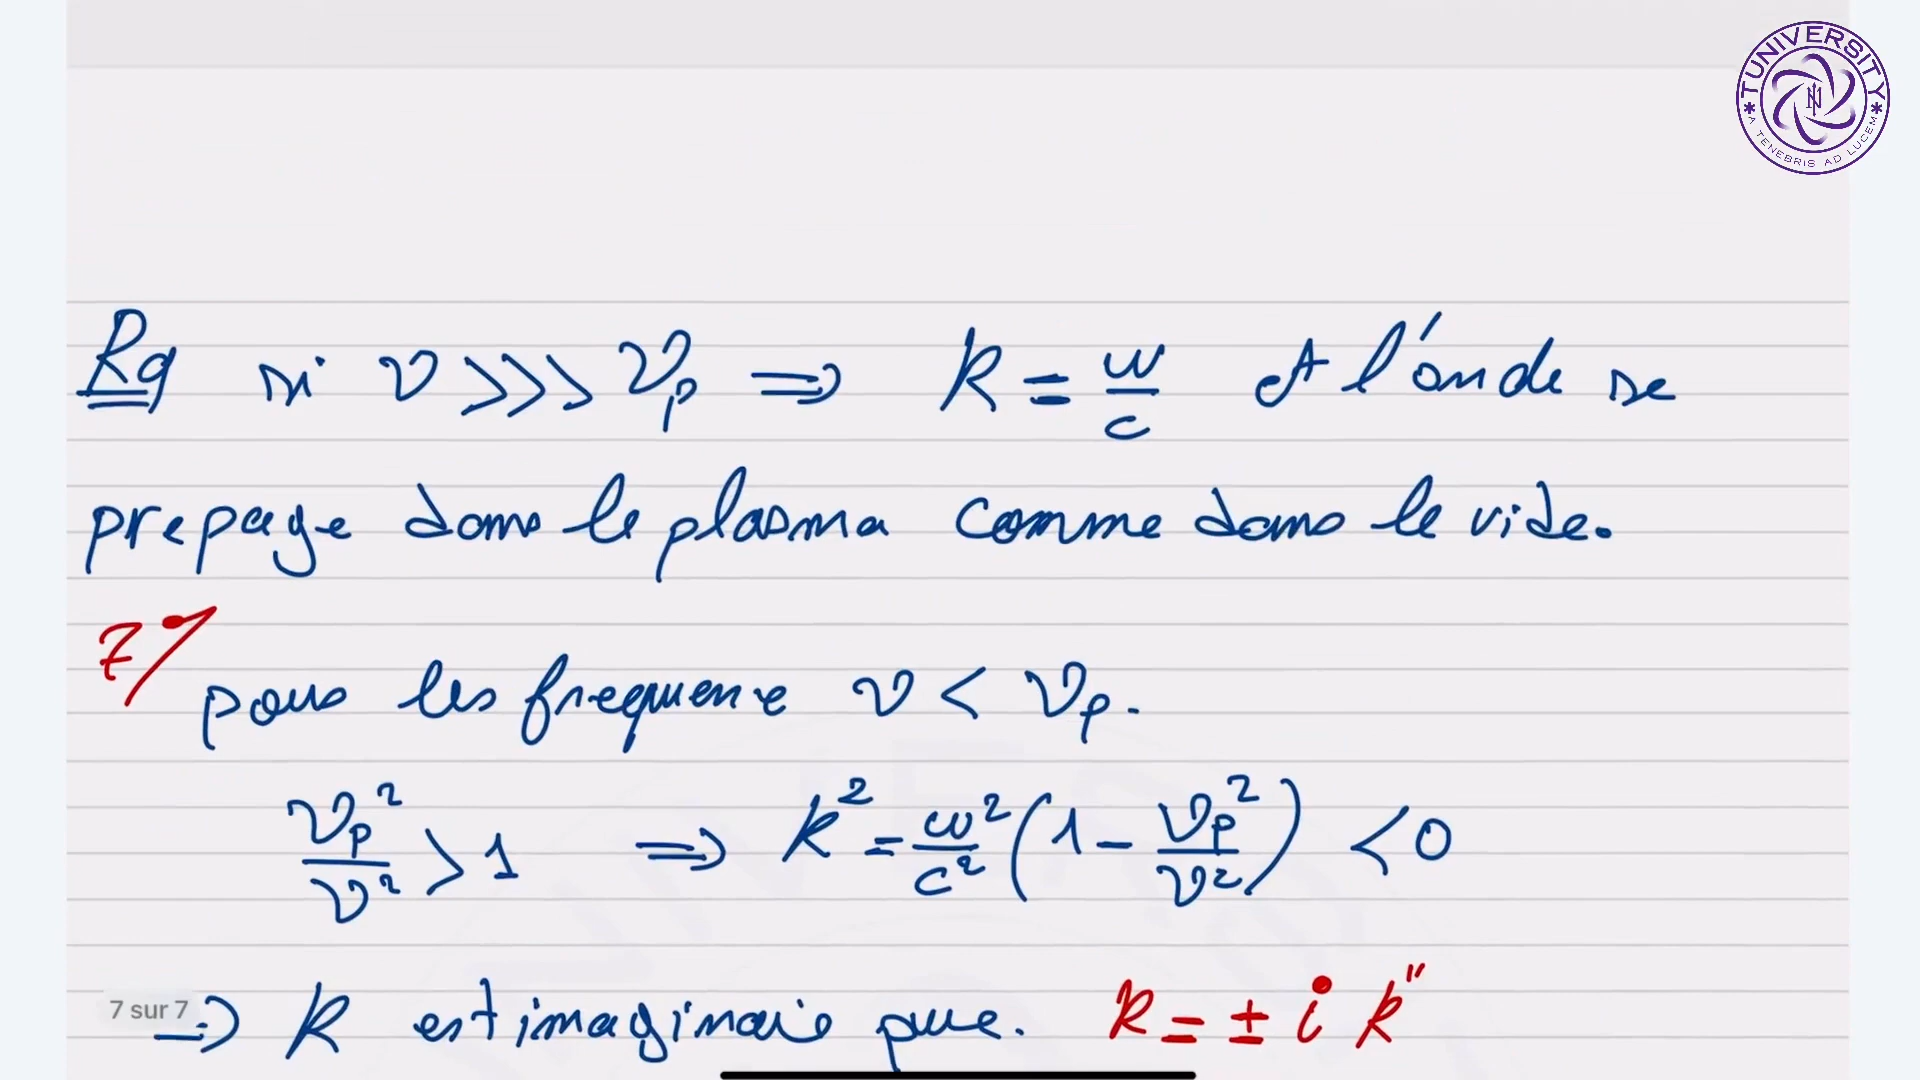 TUNIVERSITY
A TENEBRIS AD LUCEM
Rq si ν >>> νp ⇒ k = ω/c et l'onde se
prepage dans le plasma comme dans le vide.
7°/
pour les frequence ν < νp.
νp²/ν² > 1 ⇒ k² = ω²/c² (1 - νp²/ν²) < 0
⇒ k est imaginaire pure. k = ± i k"
7 sur 7